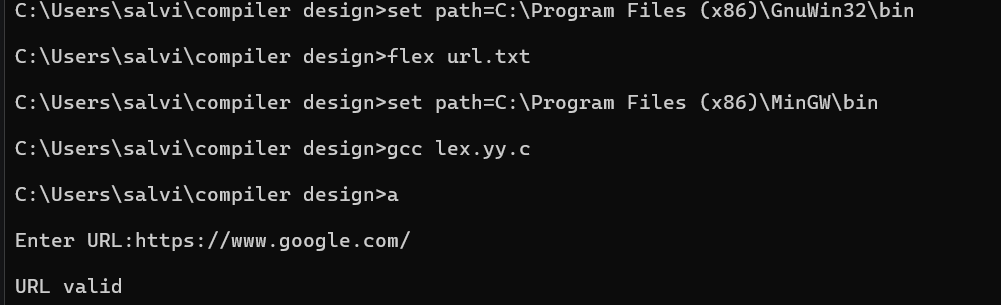 C:\Users\salvi\compiler design>set path=C:\Program Files (x86)\GnuWin32\bin
C:\Users\salvi\compiler design>flex url.txt
C:\Users\salvi\compiler design>set path=C:\Program Files (x86)\MinGW\bin
C:\Users\salvi\compiler design>gcc lex.yy.c
C:\Users\salvi\compiler design>a
Enter URL:https://www.google.com/
URL valid